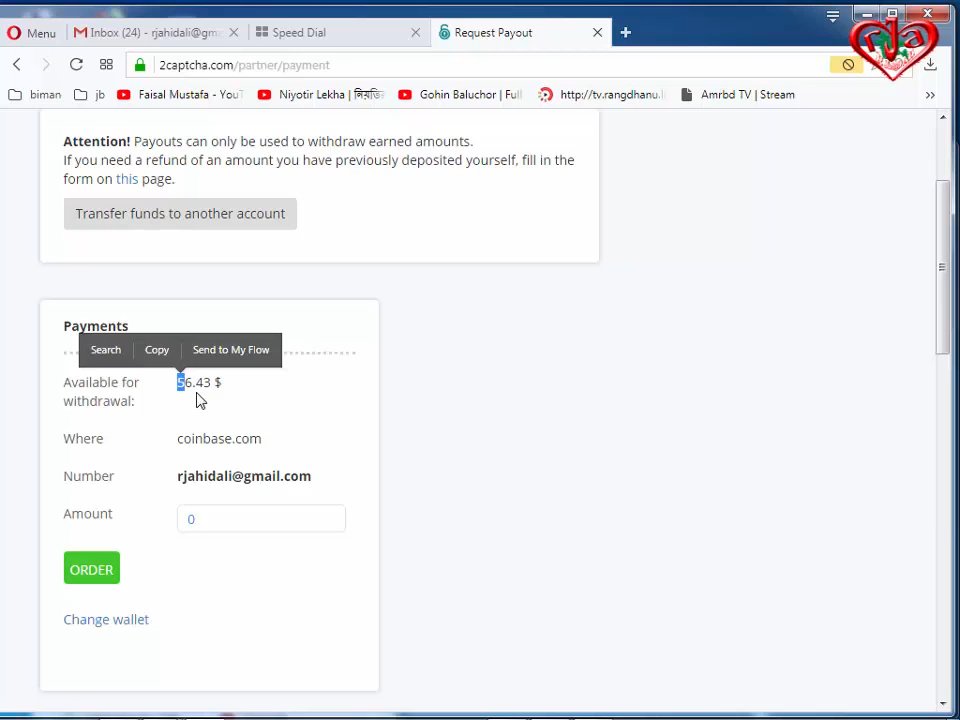 Menu
Inbox (24) - rjahidali@gm
Speed Dial
Request Payout
rja
2captcha.com/partner/payment
biman
jb
Faisal Mustafa - YouT
Niyotir Lekha |
Gohin Baluchor | Full
http://tv.rangdhanu.l
Amrbd TV | Stream
Attention! Payouts can only be used to withdraw earned amounts.
If you need a refund of an amount you have previously deposited yourself, fill in the
form on this page.
Transfer funds to another account
Payments
Search
Copy
Send to My Flow
Available for
withdrawal:
56.43 $
Where
coinbase.com
Number
rjahidali@gmail.com
Amount
0
ORDER
Change wallet